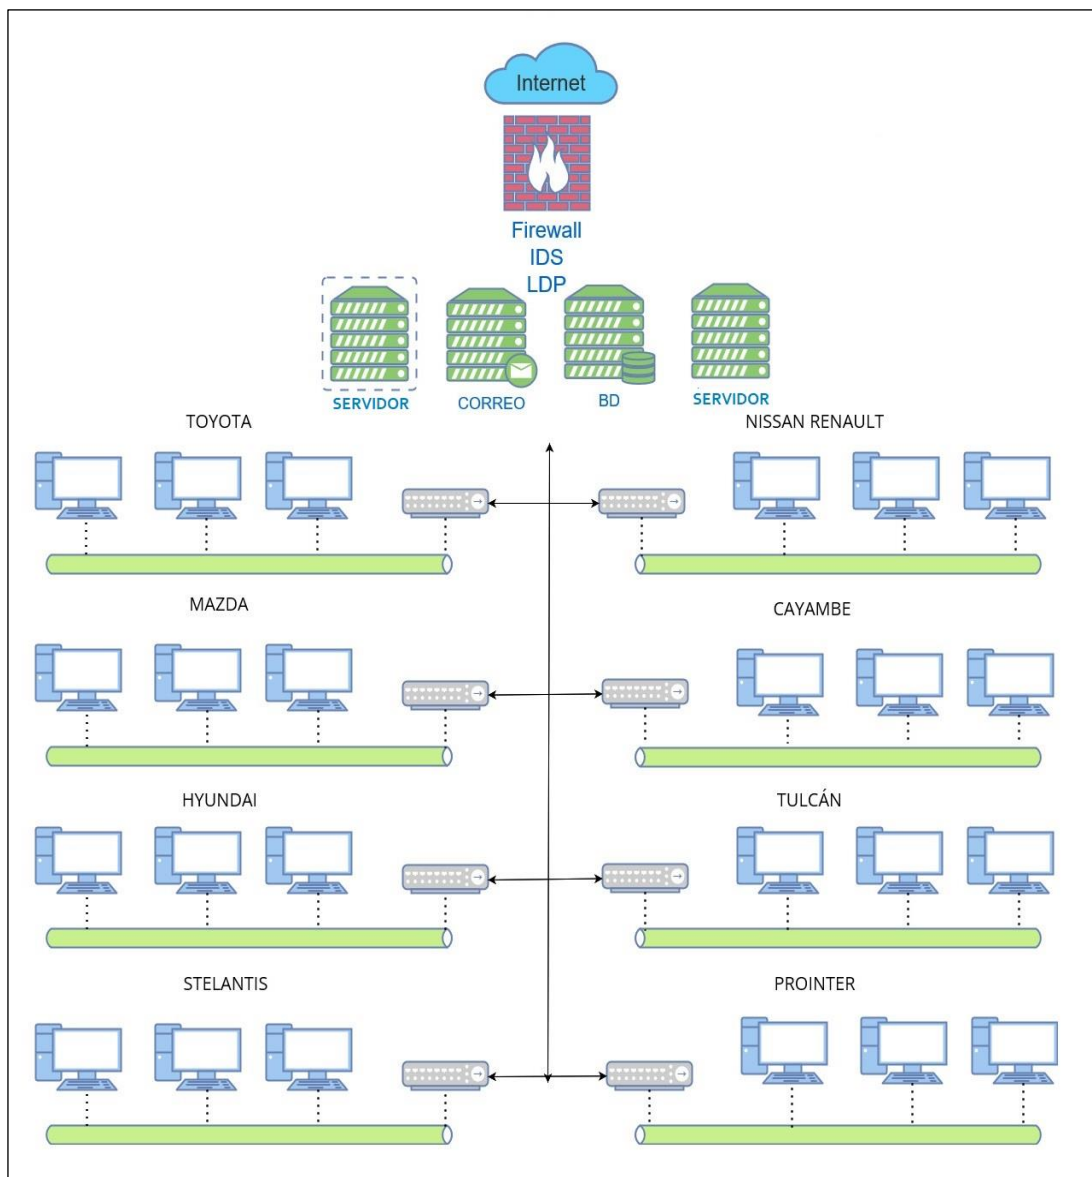 Internet
Firewall
IDS
LDP
SERVIDOR
CORREO
BD
SERVIDOR
TOYOTA
NISSAN RENAULT
MAZDA
CAYAMBE
HYUNDAI
TULCÁN
STELANTIS
PROINTER